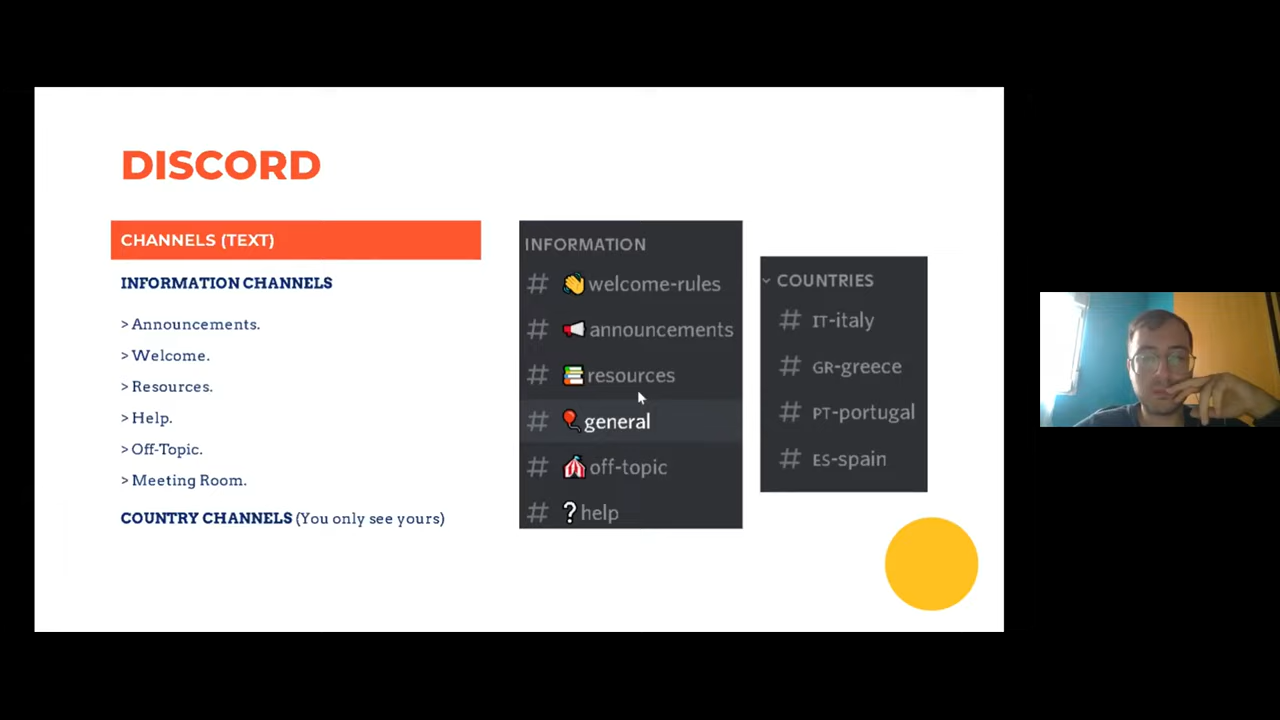 DISCORD
CHANNELS (TEXT)
INFORMATION CHANNELS
> Announcements.
> Welcome.
> Resources.
> Help.
> Off-Topic.
> Meeting Room.
COUNTRY CHANNELS (You only see yours)
INFORMATION
# 👋welcome-rules
# 📢announcements
# 📚resources
# 🎈general
# 🎪off-topic
# ❔help
COUNTRIES
# IT-italy
# GR-greece
# PT-portugal
# ES-spain